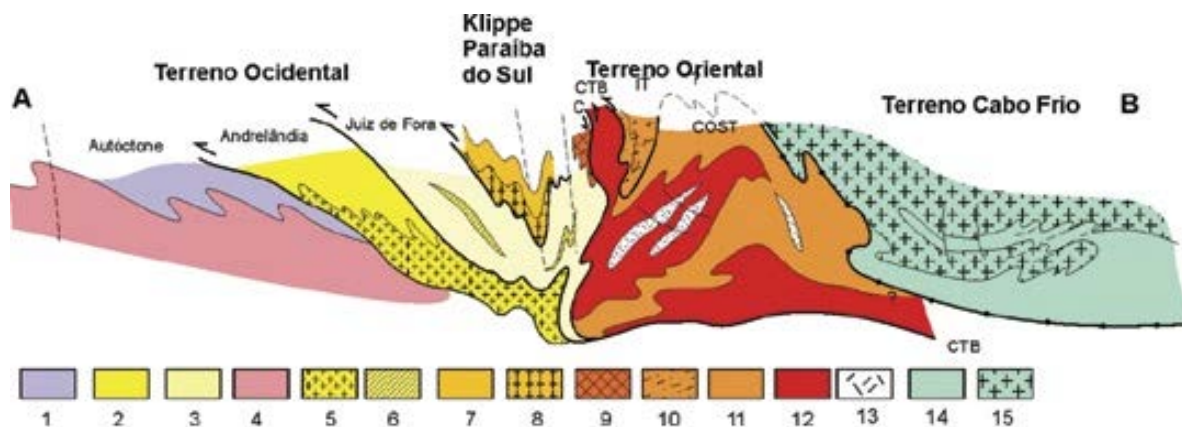 Klippe
Paraíba
do Sul
Terreno Ocidental
Terreno Oriental
Terreno Cabo Frio
A
B
CTB
IT
C
COST
Juiz de Fora
Andrelândia
Autóctone
?
CTB
1 2 3 4 5 6 7 8 9 10 11 12 13 14 15